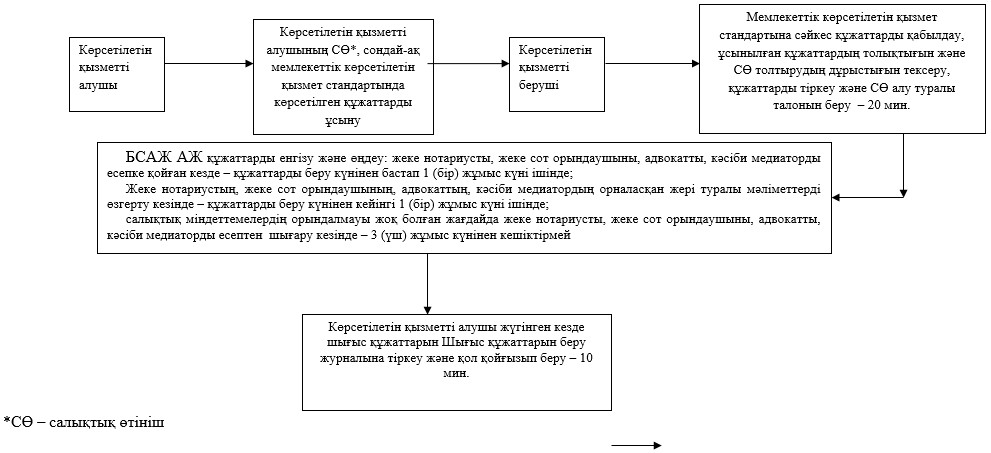 Көрсетілетін
қызметті
алушы
Көрсетілетін қызметті
алушының СӨ*, сондай-ақ
мемлекеттік көрсетілетін
қызмет стандартында
көрсетілген құжаттарды
ұсыну
Көрсетілетін
қызметті
беруші
Мемлекеттік көрсетілетін қызмет
стандартына сәйкес құжаттарды қабылдау,
ұсынылған құжаттардың толықтығын және
СӨ толтырудың дұрыстығын тексеру,
құжаттарды тіркеу және СӨ алу туралы
талонын беру – 20 мин.
БСАЖ АЖ құжаттарды енгізу және өңдеу: жеке нотариусты, жеке сот орындаушыны, адвокатты, кәсіби медиаторды
есепке қойған кезде – құжаттарды беру күнінен бастап 1 (бір) жұмыс күні ішінде;
Жеке нотариустың, жеке сот орындаушының, адвокаттың, кәсіби медиатордың орналасқан жері туралы мәліметтерді
өзгерту кезінде – құжаттарды беру күнінен кейінгі 1 (бір) жұмыс күні ішінде;
салықтық міндеттемелердің орындалмауы жоқ болған жағдайда жеке нотариусты, жеке сот орындаушыны, адвокатты,
кәсіби медиаторды есептен шығару кезінде – 3 (үш) жұмыс күнінен кешіктірмей
Көрсетілетін қызметті алушы жүгінген кезде
шығыс құжаттарын Шығыс құжаттарын беру
журналына тіркеу және қол қойғызып беру – 10
мин.
*СӨ – салықтық өтініш